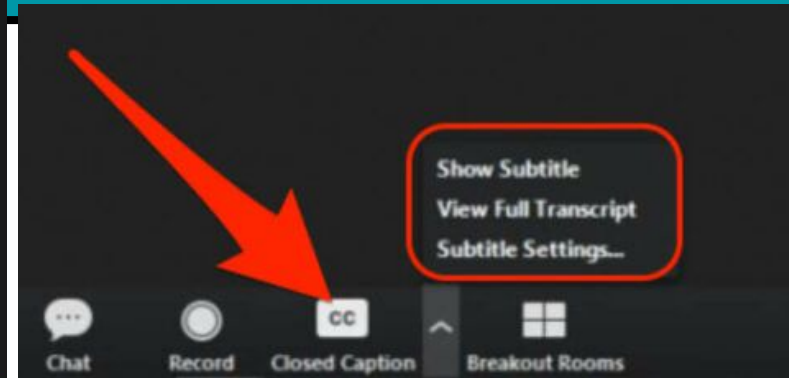 Show Subtitle
View Full Transcript
Subtitle Settings...
CC
Chat
Record
Closed Caption
Breakout Rooms